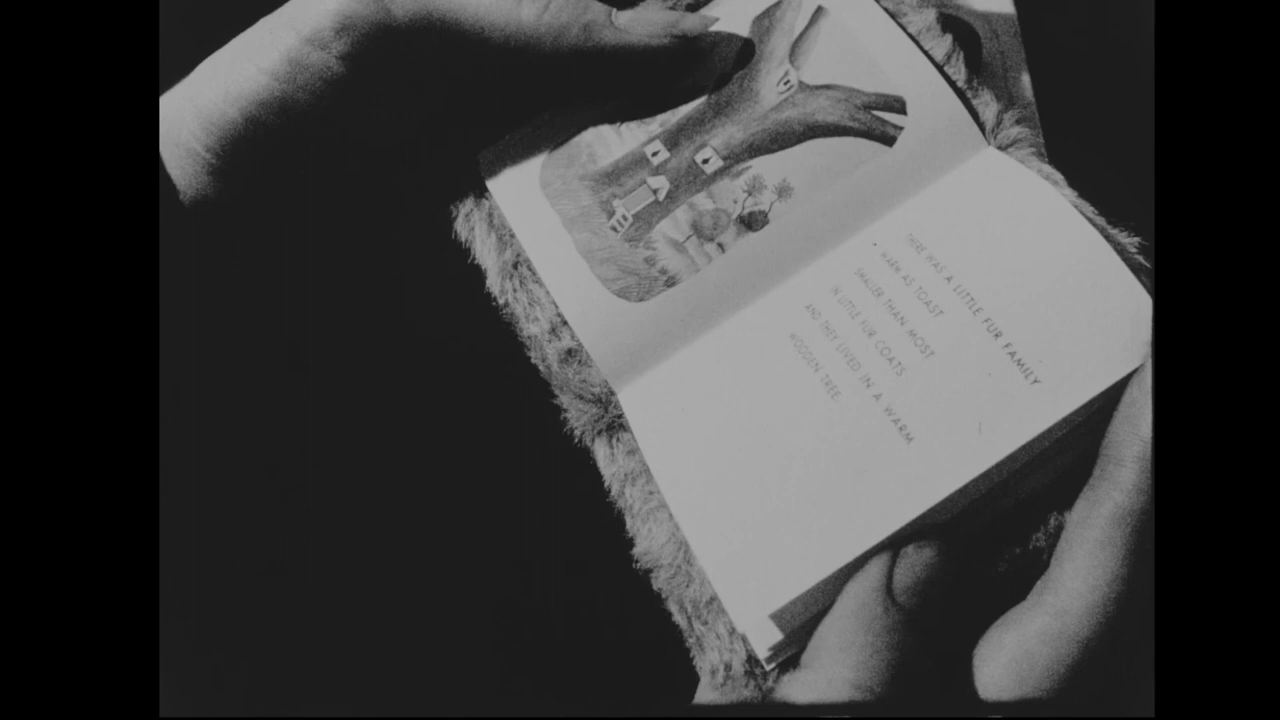 THERE WAS A LITTLE FUR FAMILY
WARM AS TOAST
SMALLER THAN MOST
IN LITTLE FUR COATS
AND THEY LIVED IN A WARM
WOODEN TREE.